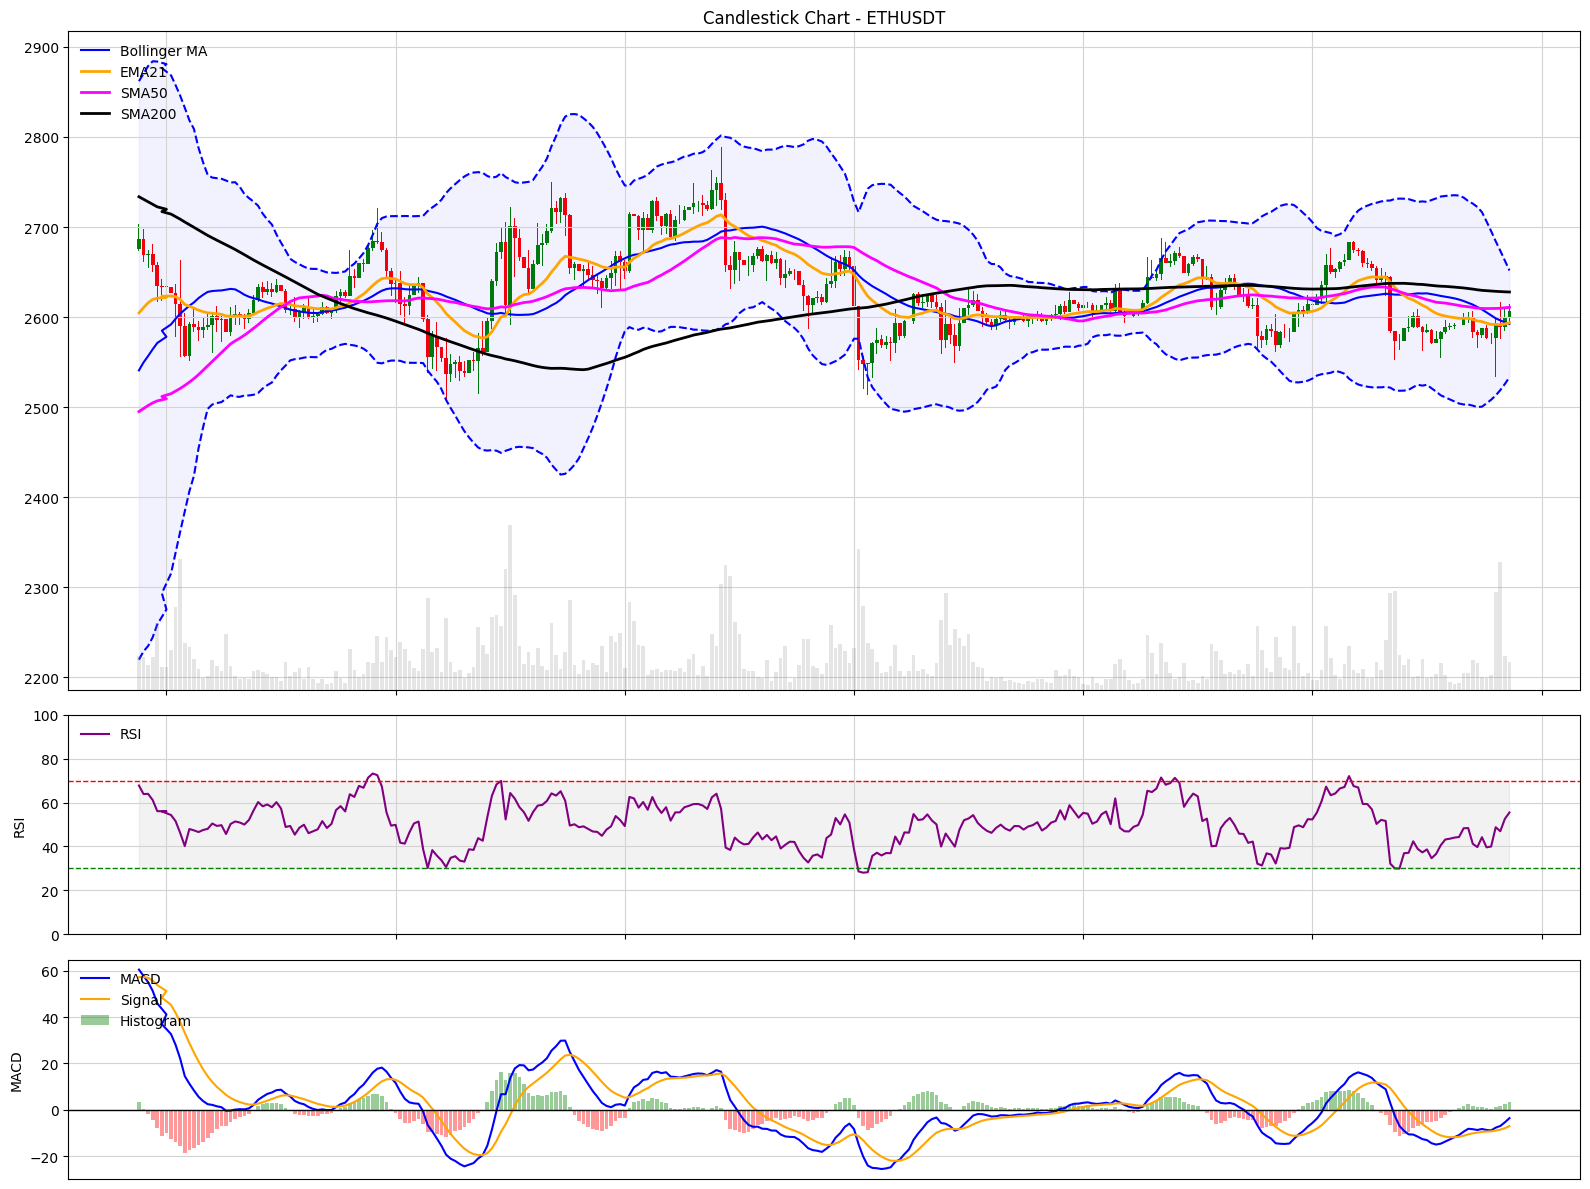 Candlestick Chart - ETHUSDT
2900
2800
2700
2600
2500
2400
2300
2200
Bollinger MA
EMA21
SMA50
SMA200
100
80
60
40
20
0
RSI
RSI
60
40
20
0
−20
MACD
MACD
Signal
Histogram